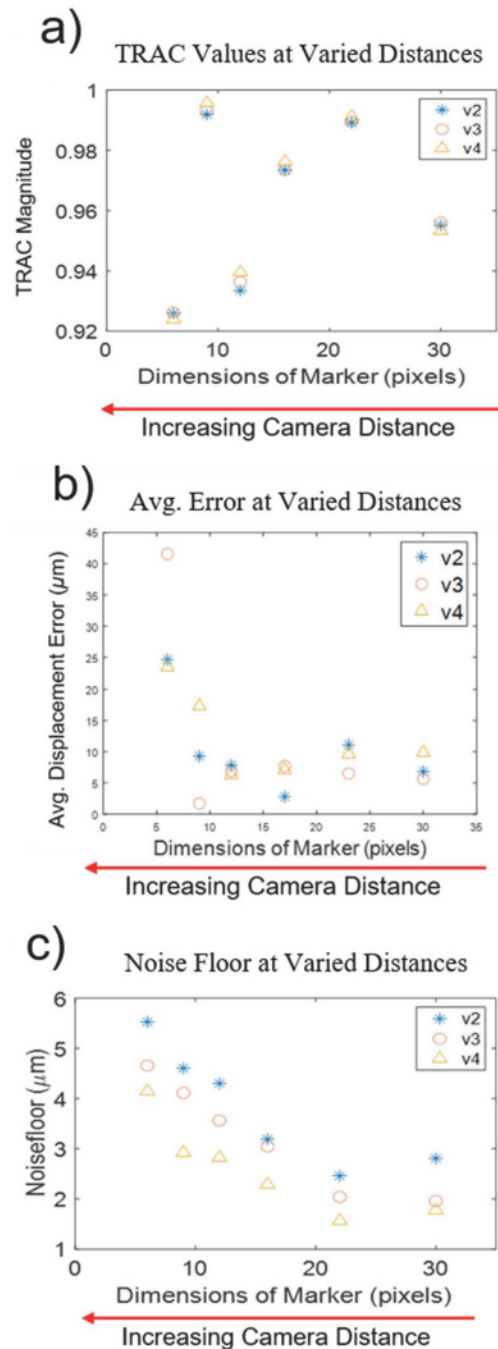 a)
TRAC Values at Varied Distances
TRAC Magnitude
1
0.98
0.96
0.94
0.92
v2
v3
v4
0 10 20 30
Dimensions of Marker (pixels)
Increasing Camera Distance
b)
Avg. Error at Varied Distances
Avg. Displacement Error (µm)
45
40
35
30
25
20
15
10
5
0
v2
v3
v4
0 5 10 15 20 25 30 35
Dimensions of Marker (pixels)
Increasing Camera Distance
c)
Noise Floor at Varied Distances
Noisefloor (μm)
6
5
4
3
2
1
v2
v3
v4
0 10 20 30
Dimensions of Marker (pixels)
Increasing Camera Distance